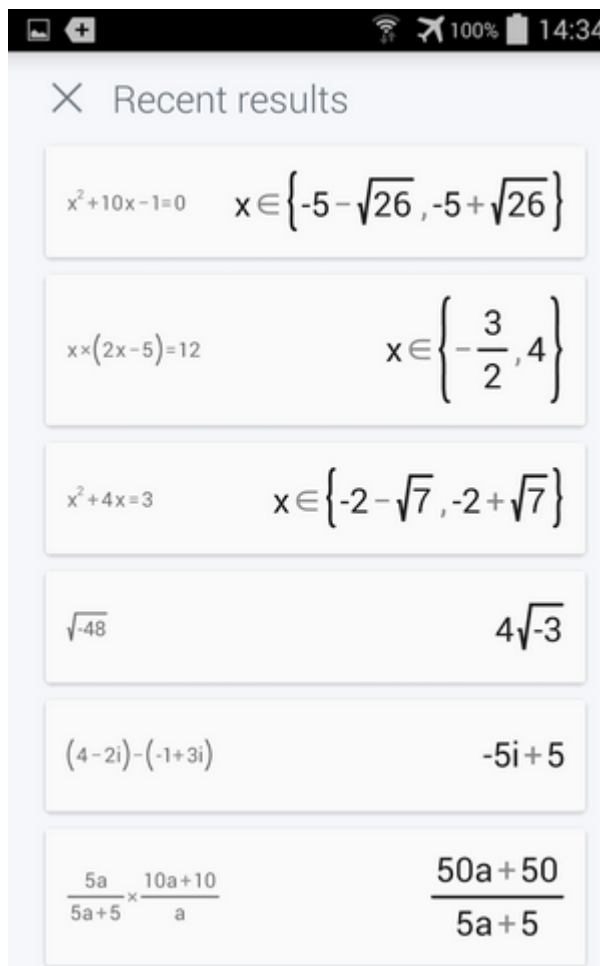 100% 14:34
Recent results
x²+10x-1=0 x∈{-5-√26,-5+√26}
x×(2x-5)=12 x∈{-3/2,4}
x²+4x=3 x∈{-2-√7,-2+√7}
√-48 4√-3
(4-2i)-(-1+3i) -5i+5
5a/5a+5×10a+10/a 50a+50/5a+5